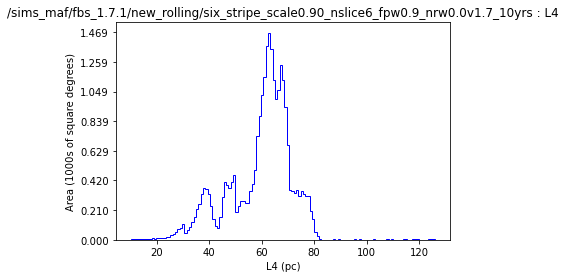 /sims_maf/fbs_1.7.1/new_rolling/six_stripe_scale0.90_nslice6_fpw0.9_nrw0.0v1.7_10yrs : L4
Area (1000s of square degrees)
1.469
1.259
1.049
0.839
0.629
0.420
0.210
0.000
20 40 60 80 100 120
L4 (pc)